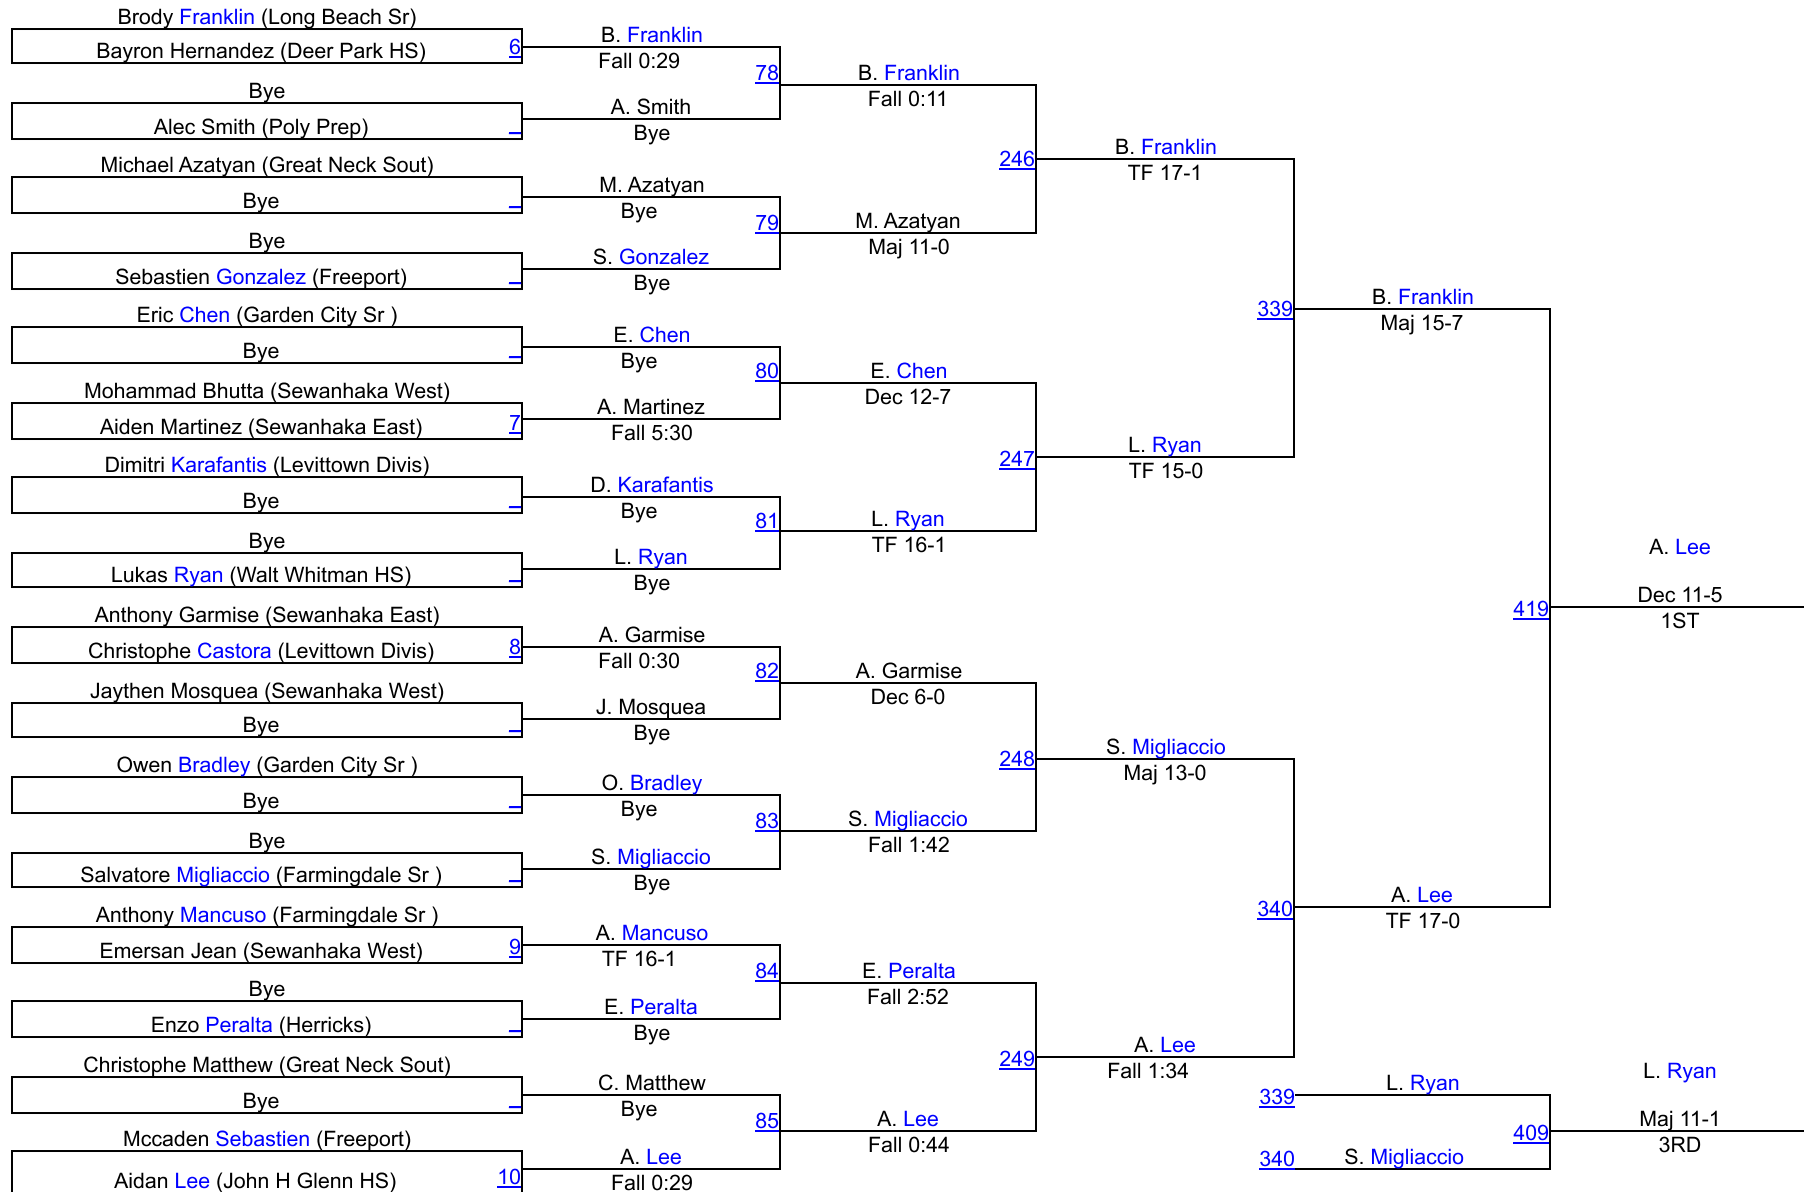 Brody Franklin (Long Beach Sr)
Bayron Hernandez (Deer Park HS) 6
Bye
Alec Smith (Poly Prep)
Michael Azatyan (Great Neck Sout)
Bye
Bye
Sebastien Gonzalez (Freeport)
Eric Chen (Garden City Sr )
Bye
Mohammad Bhutta (Sewanhaka West)
Aiden Martinez (Sewanhaka East) 7
Dimitri Karafantis (Levittown Divis)
Bye
Bye
Lukas Ryan (Walt Whitman HS)
Anthony Garmise (Sewanhaka East)
Christophe Castora (Levittown Divis) 8
Jaythen Mosquea (Sewanhaka West)
Bye
Owen Bradley (Garden City Sr )
Bye
Bye
Salvatore Migliaccio (Farmingdale Sr )
Anthony Mancuso (Farmingdale Sr )
Emersan Jean (Sewanhaka West) 9
Bye
Enzo Peralta (Herricks)
Christophe Matthew (Great Neck Sout)
Bye
Mccaden Sebastien (Freeport)
Aidan Lee (John H Glenn HS) 10
B. Franklin
Fall 0:29
78
A. Smith
Bye
M. Azatyan
Bye
79
S. Gonzalez
Bye
E. Chen
Bye
80
A. Martinez
Fall 5:30
D. Karafantis
Bye
81
L. Ryan
Bye
A. Garmise
Fall 0:30
82
J. Mosquea
Bye
O. Bradley
Bye
83
S. Migliaccio
Bye
A. Mancuso
TF 16-1
84
E. Peralta
Bye
C. Matthew
Bye
85
A. Lee
Fall 0:29
B. Franklin
Fall 0:11
246
M. Azatyan
Maj 11-0
E. Chen
Dec 12-7
247
L. Ryan
TF 16-1
A. Garmise
Dec 6-0
248
S. Migliaccio
Fall 1:42
E. Peralta
Fall 2:52
249
A. Lee
Fall 0:44
B. Franklin
TF 17-1
339
L. Ryan
TF 15-0
S. Migliaccio
Maj 13-0
340
A. Lee
Fall 1:34
B. Franklin
Maj 15-7
419
A. Lee
TF 17-0
A. Lee
Dec 11-5
1ST
339
L. Ryan
409
340
S. Migliaccio
L. Ryan
Maj 11-1
3RD